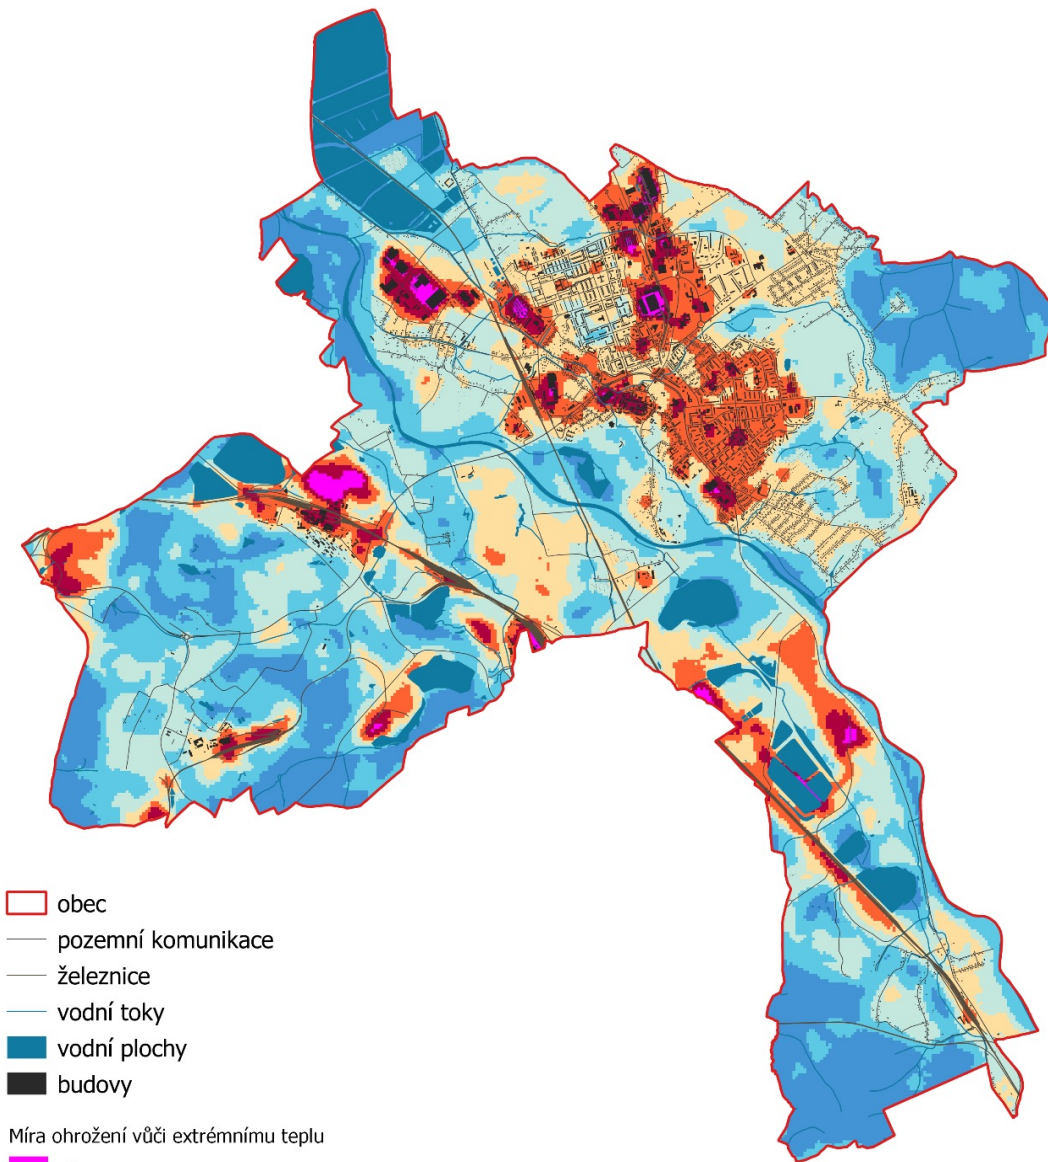 obec
pozemní komunikace
železnice
vodní toky
vodní plochy
budovy
Míra ohrožení vůči extrémnímu teplu